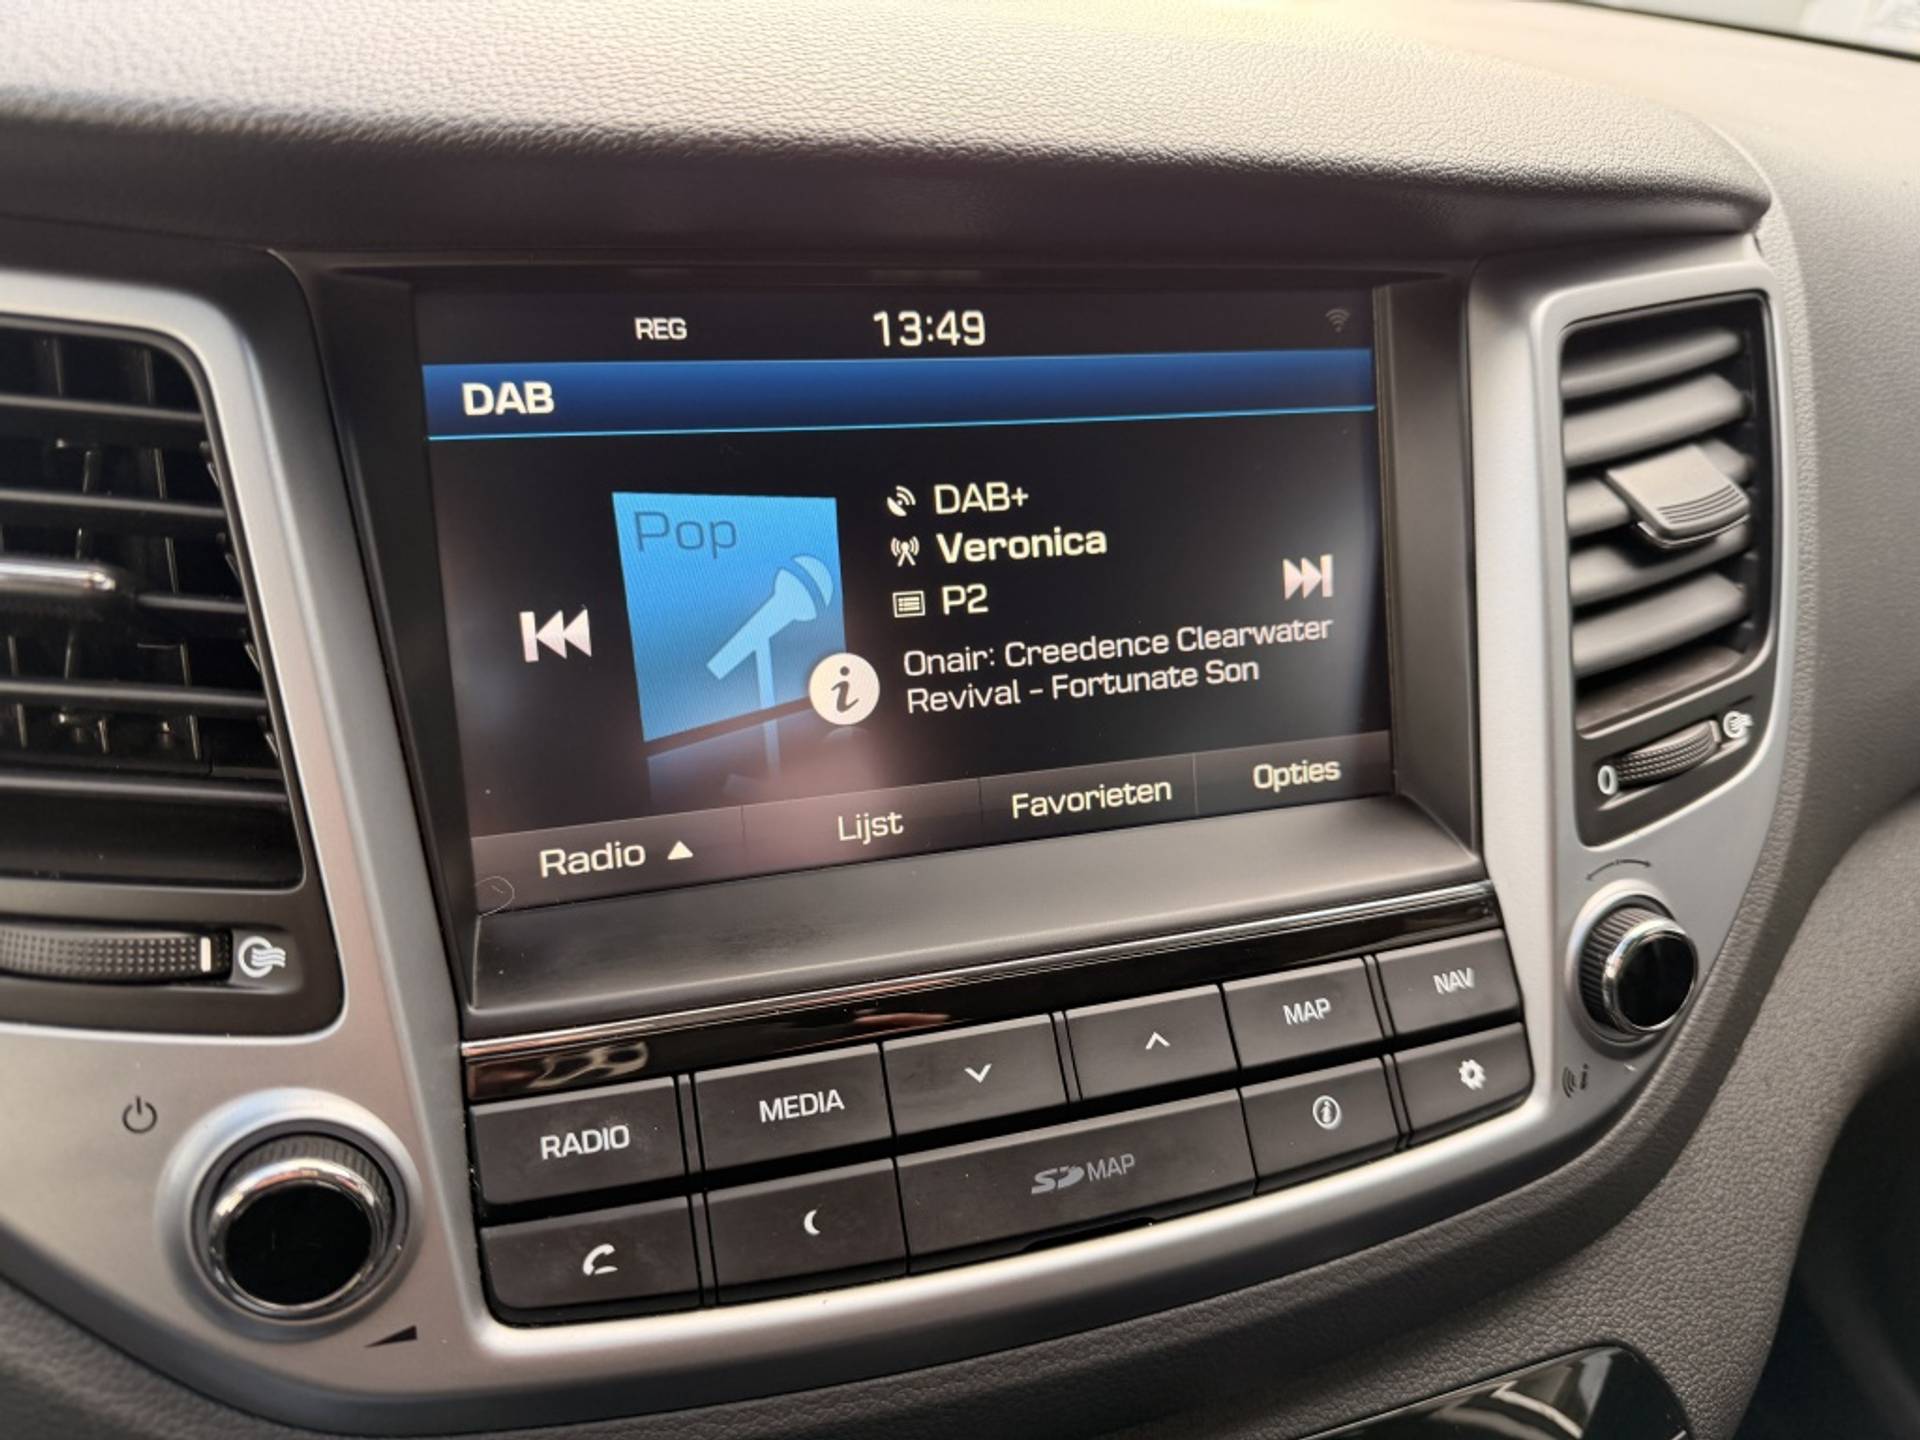 REG 13:49
DAB
Pop
DAB+
Veronica
P2
Onair: Creedence Clearwater
Revival - Fortunate Son
Radio Lijst Favorieten Opties
RADIO MEDIA MAP NAV
SD MAP
0